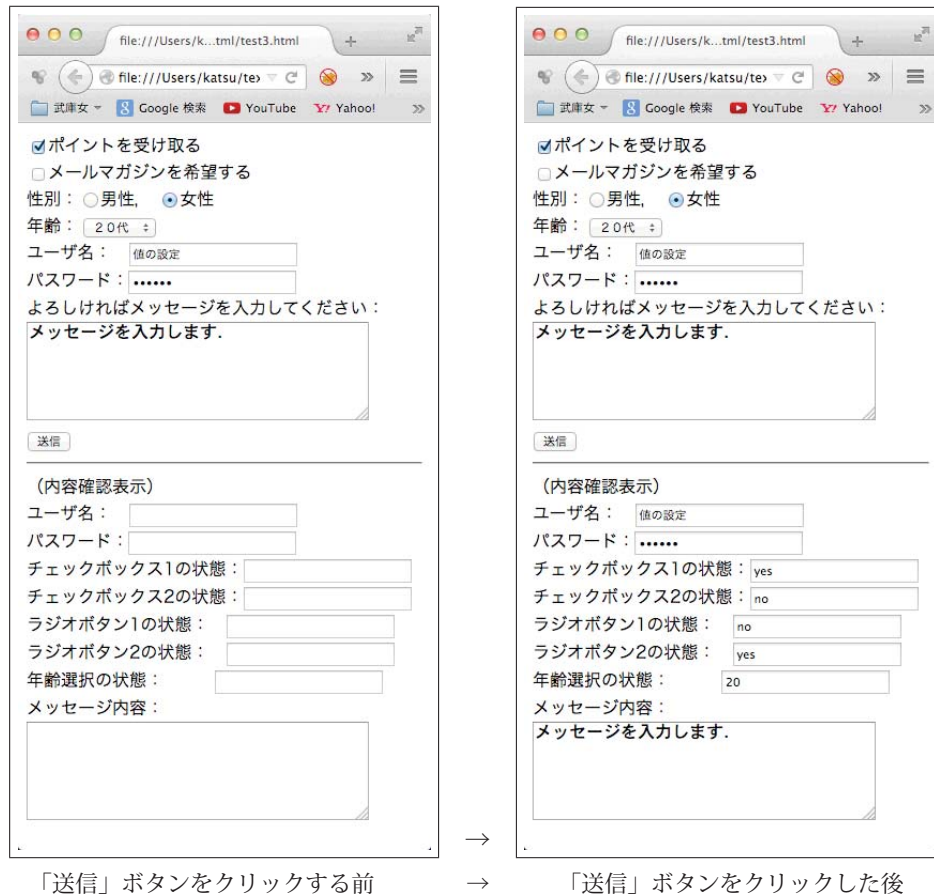 file:///Users/k...tml/test3.html
file:///Users/katsu/te
武庫女 Google 検索 YouTube Yahoo!
ポイントを受け取る
メールマガジンを希望する
性別： 男性, 女性
年齢： 20代
ユーザ名： 値の設定
パスワード：••••••
よろしければメッセージを入力してください：
メッセージを入力します.
送信
（内容確認表示）
ユーザ名：
パスワード：
チェックボックス1の状態：
チェックボックス2の状態：
ラジオボタン1の状態：
ラジオボタン2の状態：
年齢選択の状態：
メッセージ内容：
「送信」ボタンをクリックする前
→
→
file:///Users/k...tml/test3.html
file:///Users/katsu/te
武庫女 Google 検索 YouTube Yahoo!
ポイントを受け取る
メールマガジンを希望する
性別： 男性, 女性
年齢： 20代
ユーザ名： 値の設定
パスワード：••••••
よろしければメッセージを入力してください：
メッセージを入力します.
送信
（内容確認表示）
ユーザ名： 値の設定
パスワード：••••••
チェックボックス1の状態： yes
チェックボックス2の状態： no
ラジオボタン1の状態： no
ラジオボタン2の状態： yes
年齢選択の状態： 20
メッセージ内容：
メッセージを入力します.
「送信」ボタンをクリックした後